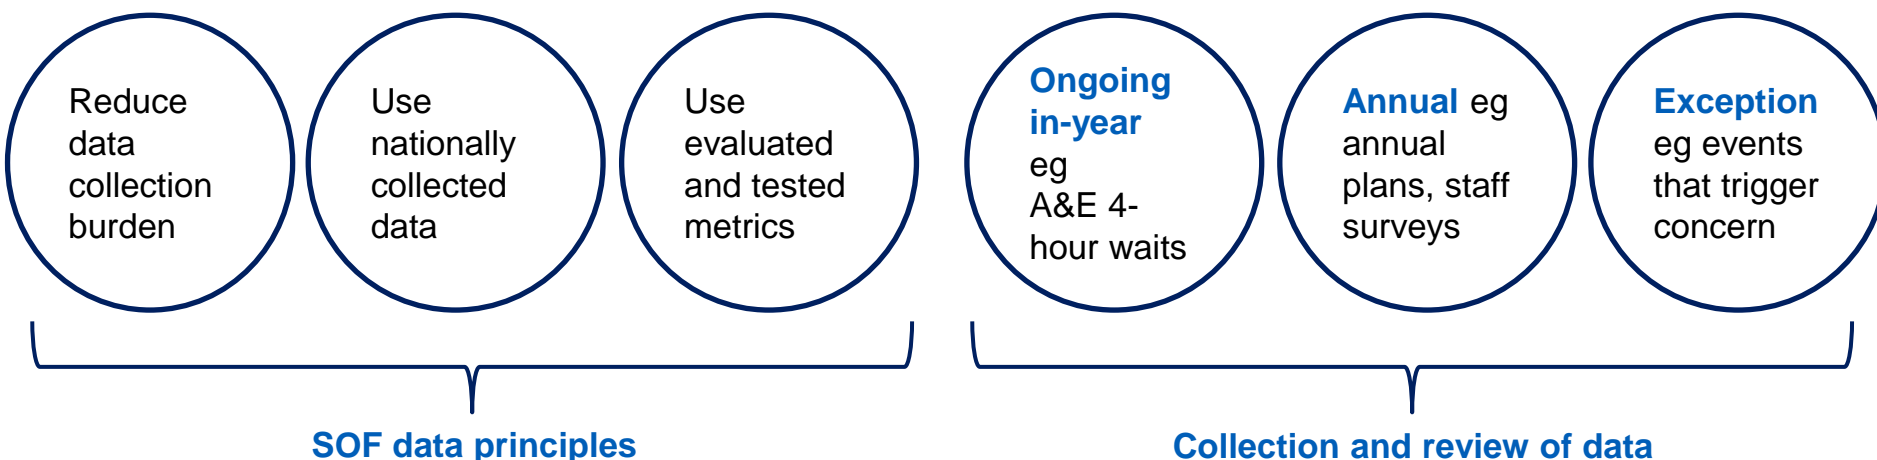 Reduce
data
collection
burden
Use
nationally
collected
data
Use
evaluated
and tested
metrics
Ongoing
in-year
eg
A&E 4-
hour waits
Annual eg
annual
plans, staff
surveys
Exception
eg events
that trigger
concern
SOF data principles
Collection and review of data